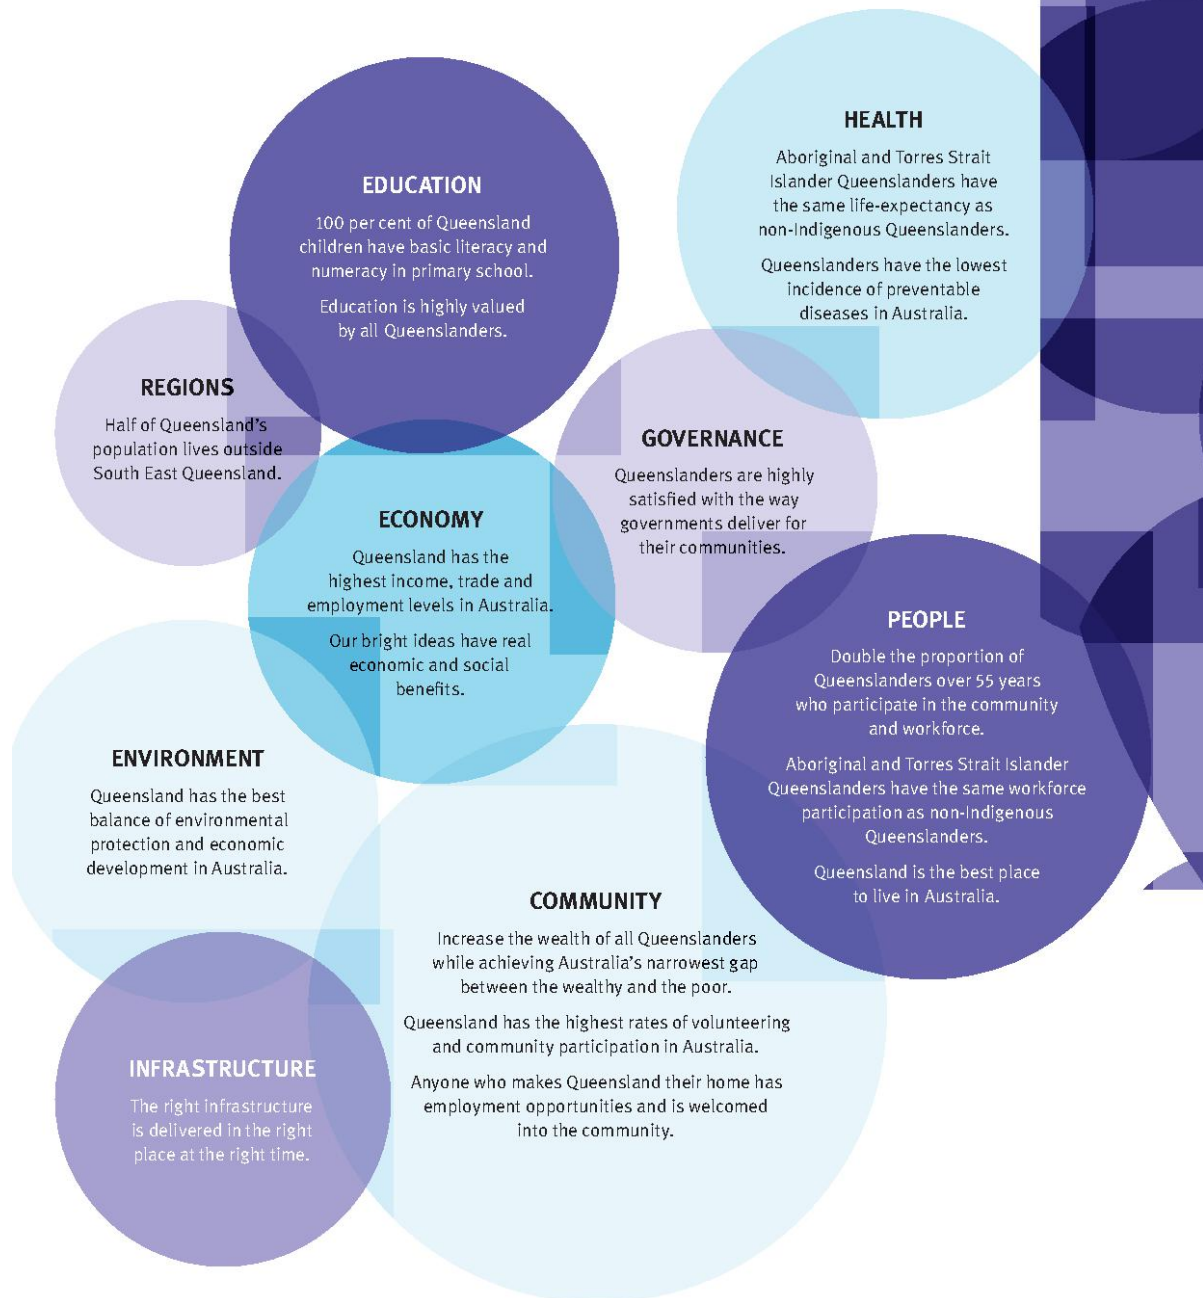 EDUCATION
100 per cent of Queensland
children have basic literacy and
numeracy in primary school.
Education is highly valued
by all Queenslanders.
HEALTH
Aboriginal and Torres Strait
Islander Queenslanders have
the same life-expectancy as
non-Indigenous Queenslanders.
Queenslanders have the lowest
incidence of preventable
diseases in Australia.
REGIONS
Half of Queensland’s
population lives outside
South East Queensland.
GOVERNANCE
Queenslanders are highly
satisfied with the way
governments deliver for
their communities.
ECONOMY
Queensland has the
highest income, trade and
employment levels in Australia.
Our bright ideas have real
economic and social
benefits.
PEOPLE
Double the proportion of
Queenslanders over 55 years
who participate in the community
and workforce.
Aboriginal and Torres Strait Islander
Queenslanders have the same workforce
participation as non-Indigenous
Queenslanders.
Queensland is the best place
to live in Australia.
ENVIRONMENT
Queensland has the best
balance of environmental
protection and economic
development in Australia.
COMMUNITY
Increase the wealth of all Queenslanders
while achieving Australia’s narrowest gap
between the wealthy and the poor.
Queensland has the highest rates of volunteering
and community participation in Australia.
Anyone who makes Queensland their home has
employment opportunities and is welcomed
into the community.
INFRASTRUCTURE
The right infrastructure
is delivered in the right
place at the right time.